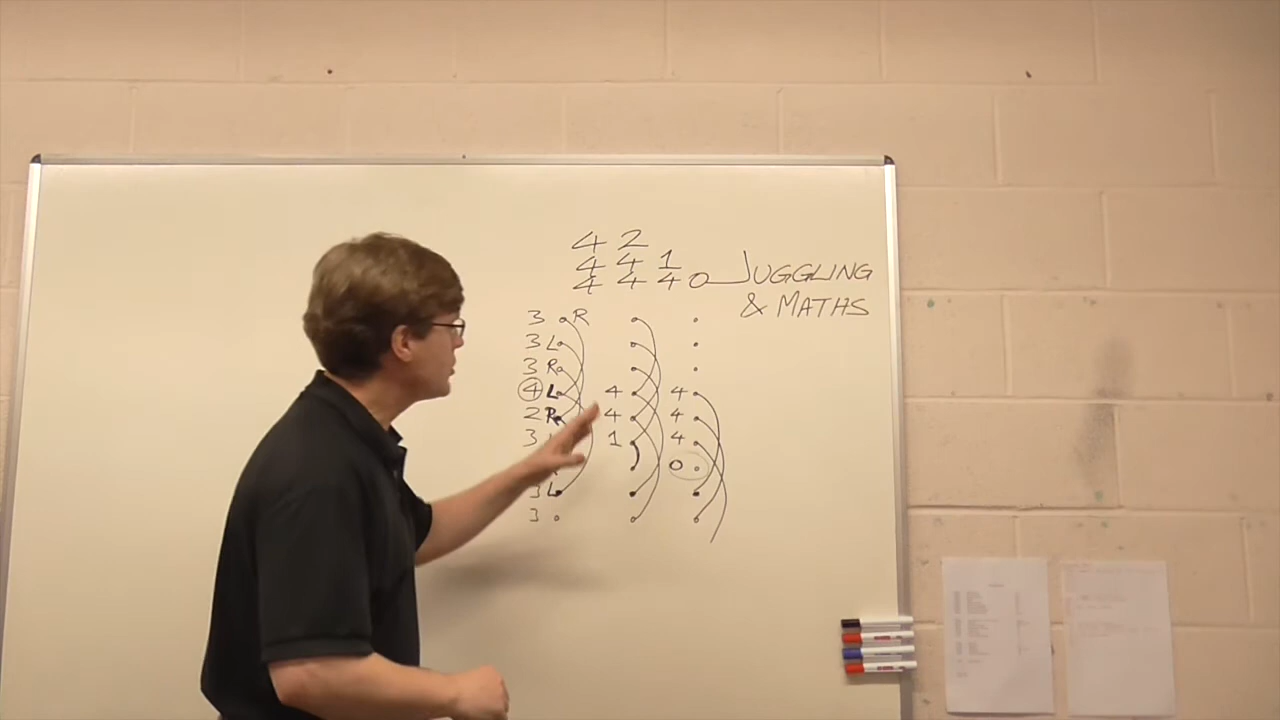 4 2
4 4 1
4 4 4 0 JUGGLING
& MATHS
3 R
3 L
3 R
4 L 4 4
2 R 4 4
3 1 4
0
3 L
3